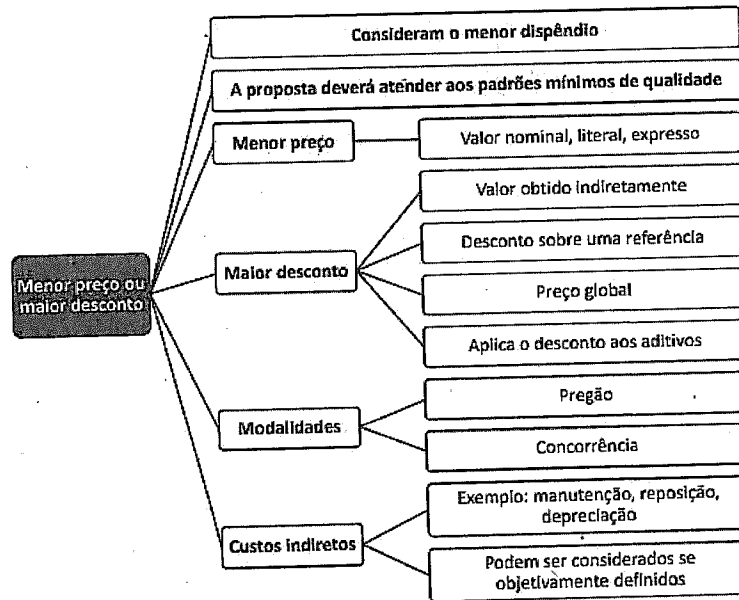 Menor preço ou
maior desconto
Consideram o menor dispêndio
A proposta deverá atender aos padrões mínimos de qualidade
Menor preço
Valor nominal, literal, expresso
Maior desconto
Valor obtido indiretamente
Desconto sobre uma referência
Preço global
Aplica o desconto aos aditivos
Modalidades
Pregão
Concorrência
Custos indiretos
Exemplo: manutenção, reposição,
depreciação
Podem ser considerados se
objetivamente definidos